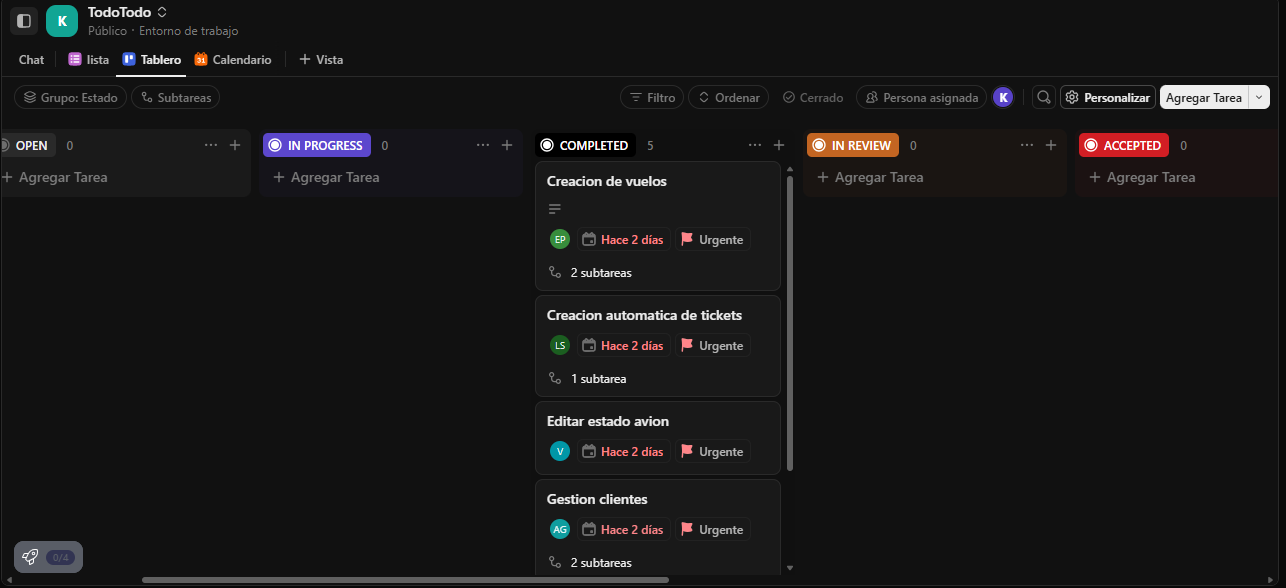 K
TodoTodo
Público · Entorno de trabajo
Chat
lista
Tablero
31
Calendario
+ Vista
Grupo: Estado
Subtareas
Filtro
Ordenar
Cerrado
Persona asignada
K
Personalizar
Agregar Tarea
OPEN 0 ... +
+ Agregar Tarea
IN PROGRESS 0 ... +
+ Agregar Tarea
COMPLETED 5 ... +
Creacion de vuelos
EP Hace 2 días Urgente
2 subtareas
Creacion automatica de tickets
LS Hace 2 días Urgente
1 subtarea
Editar estado avion
V Hace 2 días Urgente
Gestion clientes
AG Hace 2 días Urgente
2 subtareas
IN REVIEW 0 ... +
+ Agregar Tarea
ACCEPTED 0
+ Agregar Tarea
0/4